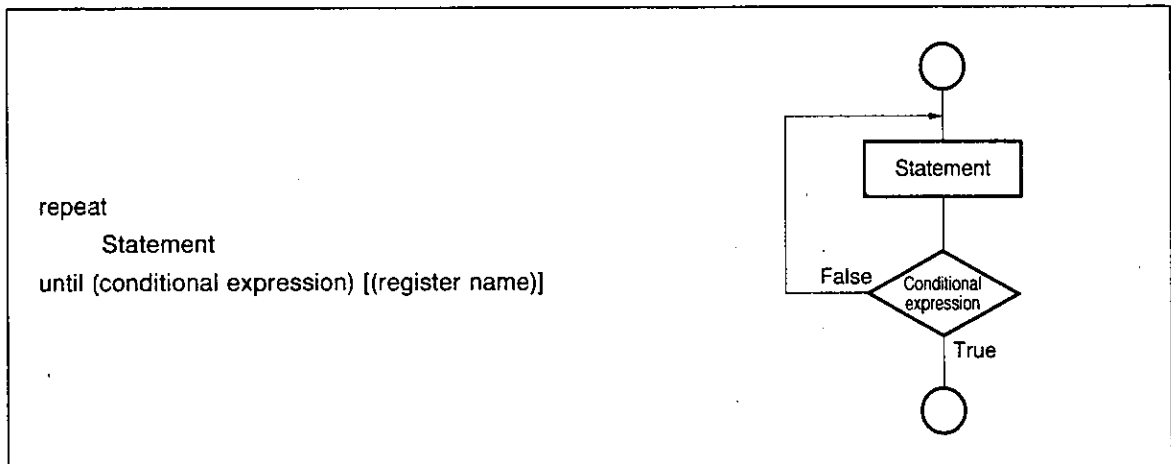 repeat
Statement
until (conditional expression) [(register name)]
Statement
False
Conditional
expression
True